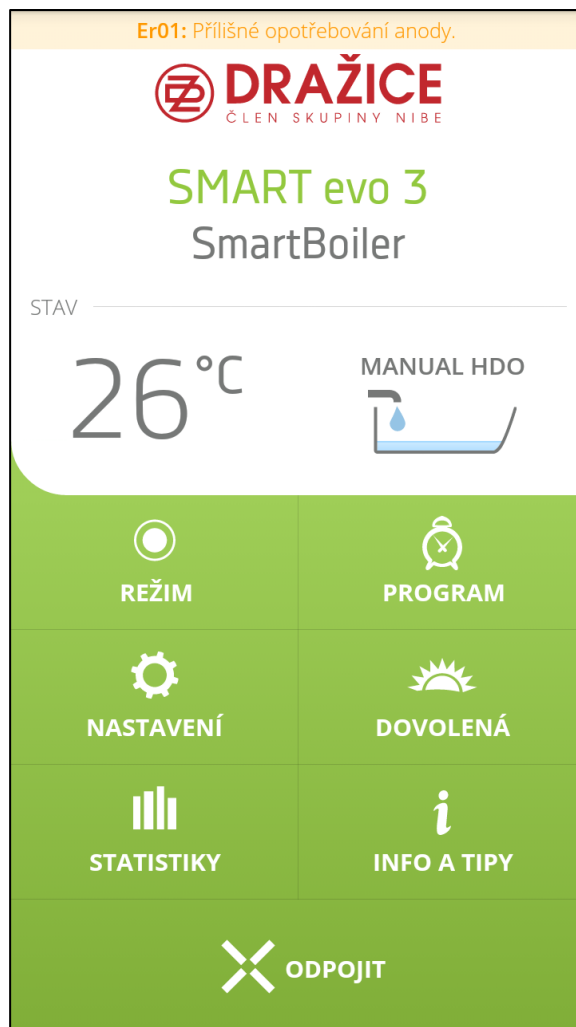 Er01: Přílišné opotřebování anody.
DRAŽICE
ČLEN SKUPINY NIBE
SMART evo 3
SmartBoiler
STAV
26°C
MANUAL HDO
REŽIM
PROGRAM
NASTAVENÍ
DOVOLENÁ
STATISTIKY
INFO A TIPY
ODPOJIT